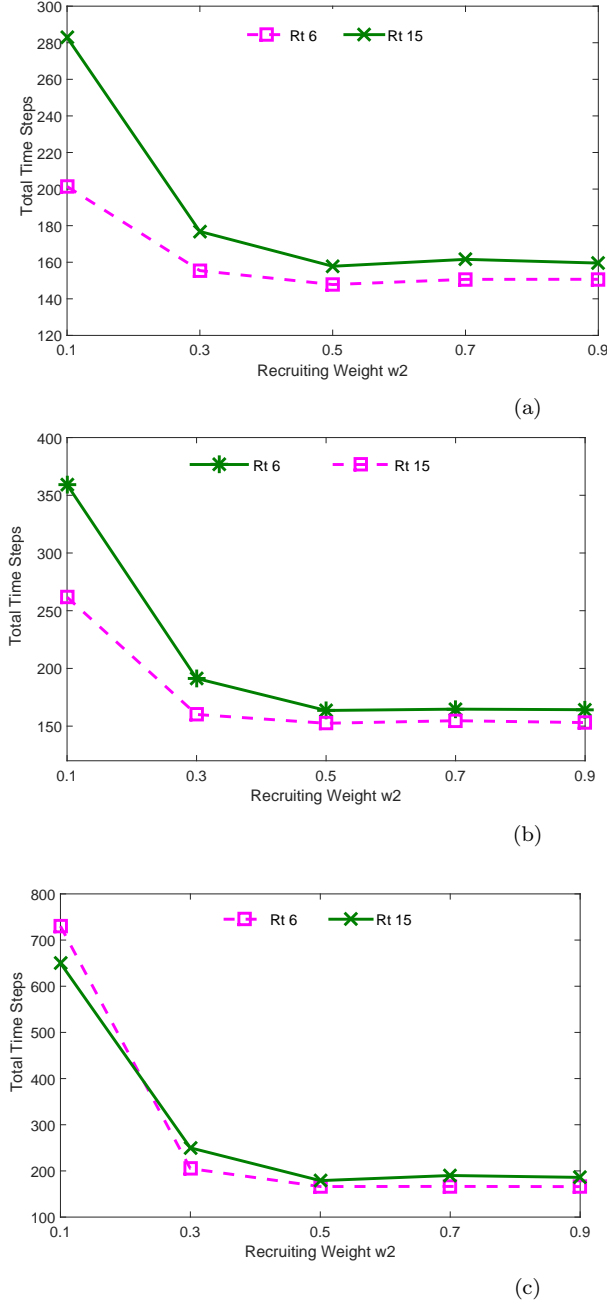 300
Rt 6 Rt 15
280
260
240
220
200
180
160
140
120
Total Time Steps
0.1 0.3 0.5 0.7 0.9
Recruiting Weight w2
(a)
400
Rt 6 Rt 15
350
300
250
200
150
Total Time Steps
0.1 0.3 0.5 0.7 0.9
Recruiting Weight w2
(b)
800
Rt 6 Rt 15
700
600
500
400
300
200
100
Total Time Steps
0.1 0.3 0.5 0.7 0.9
Recruiting Weight w2
(c)